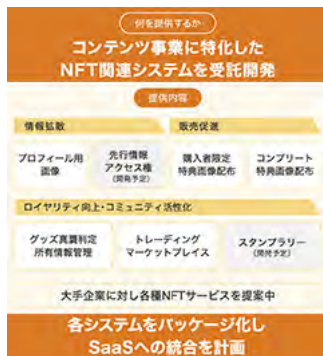 何を提供するか
コンテンツ事業に特化した
NFT関連システムを受託開発
提供内容
情報拡散
販売促進
プロフィール用
画像
先行情報
アクセス権
(開発予定)
購入者限定
特典画像配布
コンプリート
特典画像配布
ロイヤリティ向上・コミュニティ活性化
グッズ真贋判定
所有情報管理
トレーディング
マーケットプレイス
スタンプラリー
(開発予定)
大手企業に対し各種NFTサービスを提案中
各システムをパッケージ化し
SaaSへの統合を計画